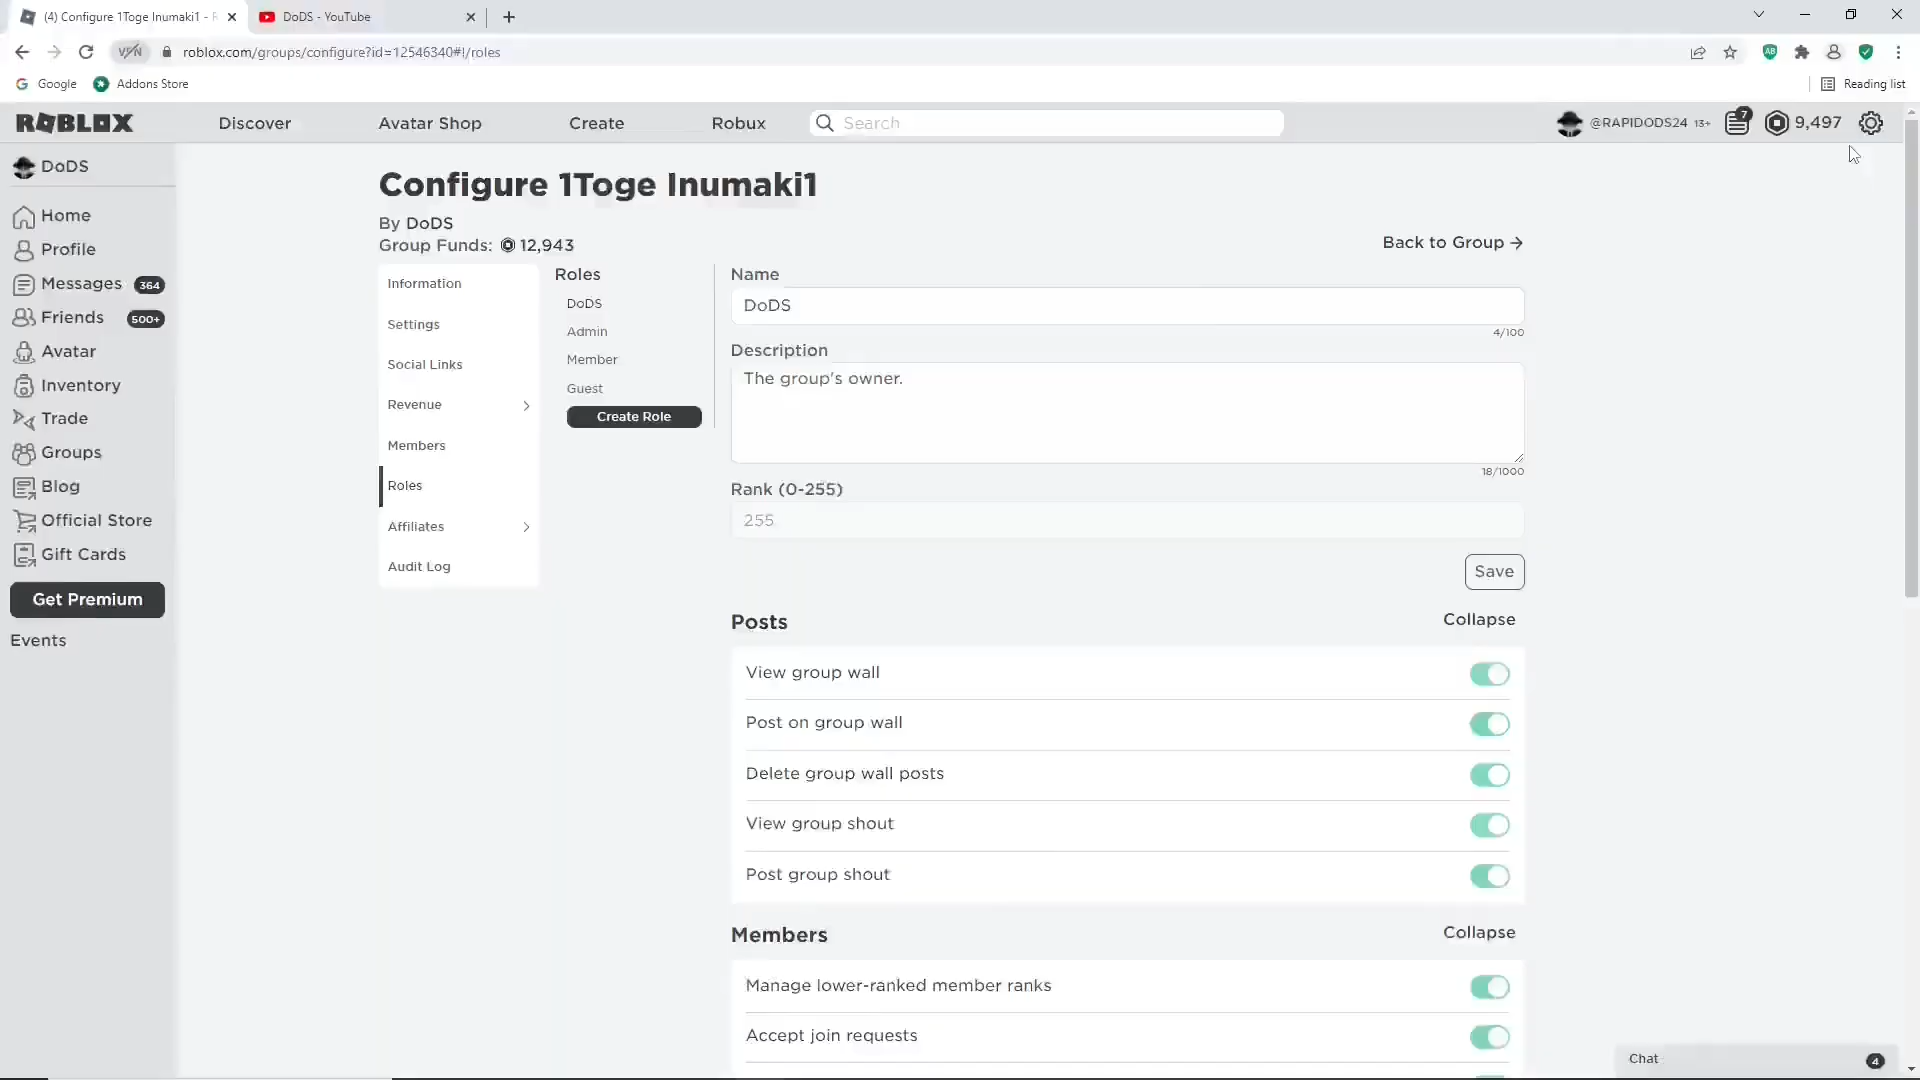 (4) Configure 1Toge Inumaki1 - R
DoDS - YouTube
VPN
roblox.com/groups/configure?id=12546340#!/roles
Google
Addons Store
Reading list
ROBLOX
Discover
Avatar Shop
Create
Robux
Search
@RAPIDODS24 13+
7
9,497
DoDS
Home
Profile
Messages 364
Friends 500+
Avatar
Inventory
Trade
Groups
Blog
Official Store
Gift Cards
Get Premium
Events
Configure 1Toge Inumaki1
By DoDS
Group Funds: 12,943
Back to Group
Information
Settings
Social Links
Revenue
Members
Roles
Affiliates
Audit Log
Roles
DoDS
Admin
Member
Guest
Create Role
Name
DoDS
4/100
Description
The group's owner.
18/1000
Rank (0-255)
255
Save
Posts
Collapse
View group wall
Post on group wall
Delete group wall posts
View group shout
Post group shout
Members
Collapse
Manage lower-ranked member ranks
Accept join requests
Chat
4